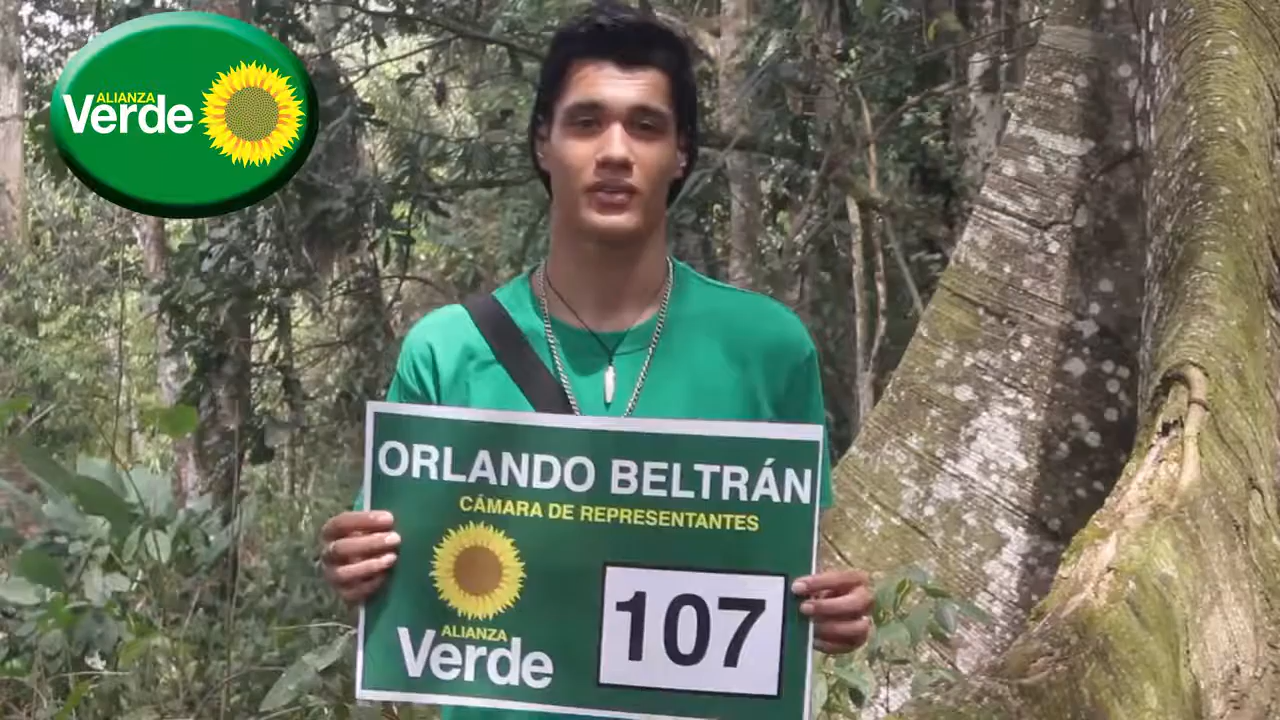 ALIANZA
Verde
ORLANDO BELTRÁN
CÁMARA DE REPRESENTANTES
107
ALIANZA
Verde